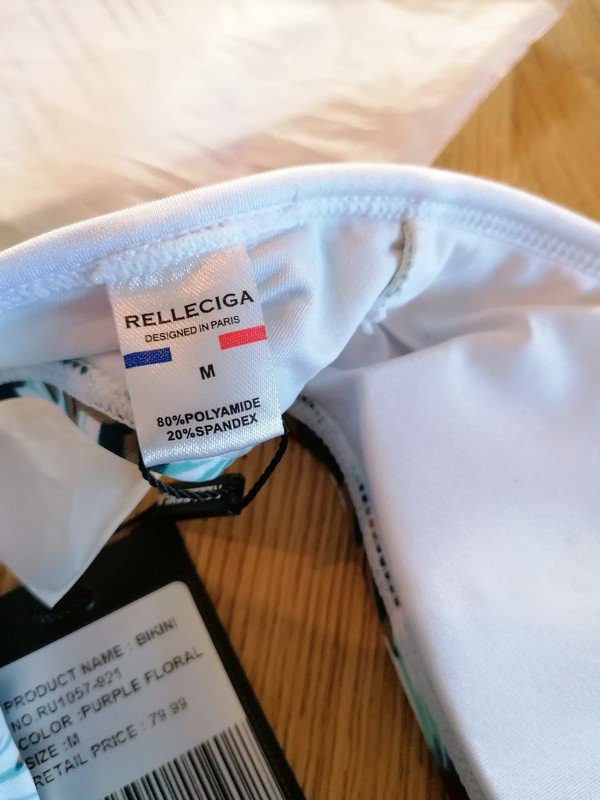 RELLECIGA
DESIGNED IN PARIS
M
80%POLYAMIDE
20%SPANDEX
PRODUCT NAME : BIKINI
NO.RU1057-921
COLOR :PURPLE FLORAL
SIZE :M
RETAIL PRICE : 79.99